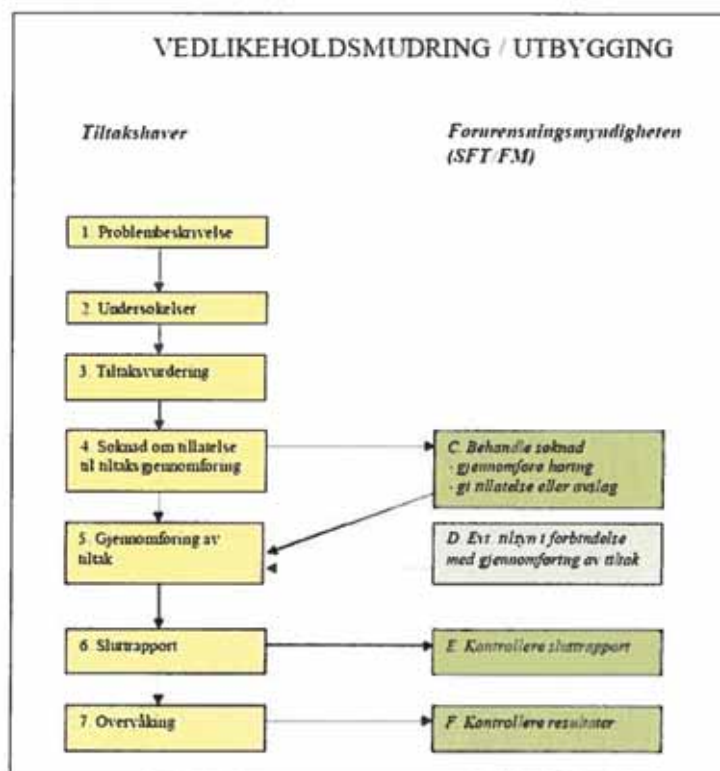 VEDLIKEHOLDSMUDRING / UTBYGGING
Tiltakshaver
Forurensningsmyndigheten
(SFT/FM)
1. Problembeskrivelse
2. Undersøkelser
3. Tiltaksvurdering
4. Søknad om tillatelse
til tiltaksgjennomføring
C. Behandle søknad
- gjennomføre høring
- gi tillatelse eller avslag
5. Gjennomføring av
tiltak
D. Evt. tilsyn i forbindelse
med gjennomføring av tiltak
6. Sluttrapport
E. Kontrollere sluttrapport
7. Overvåking
F. Kontrollere resultater